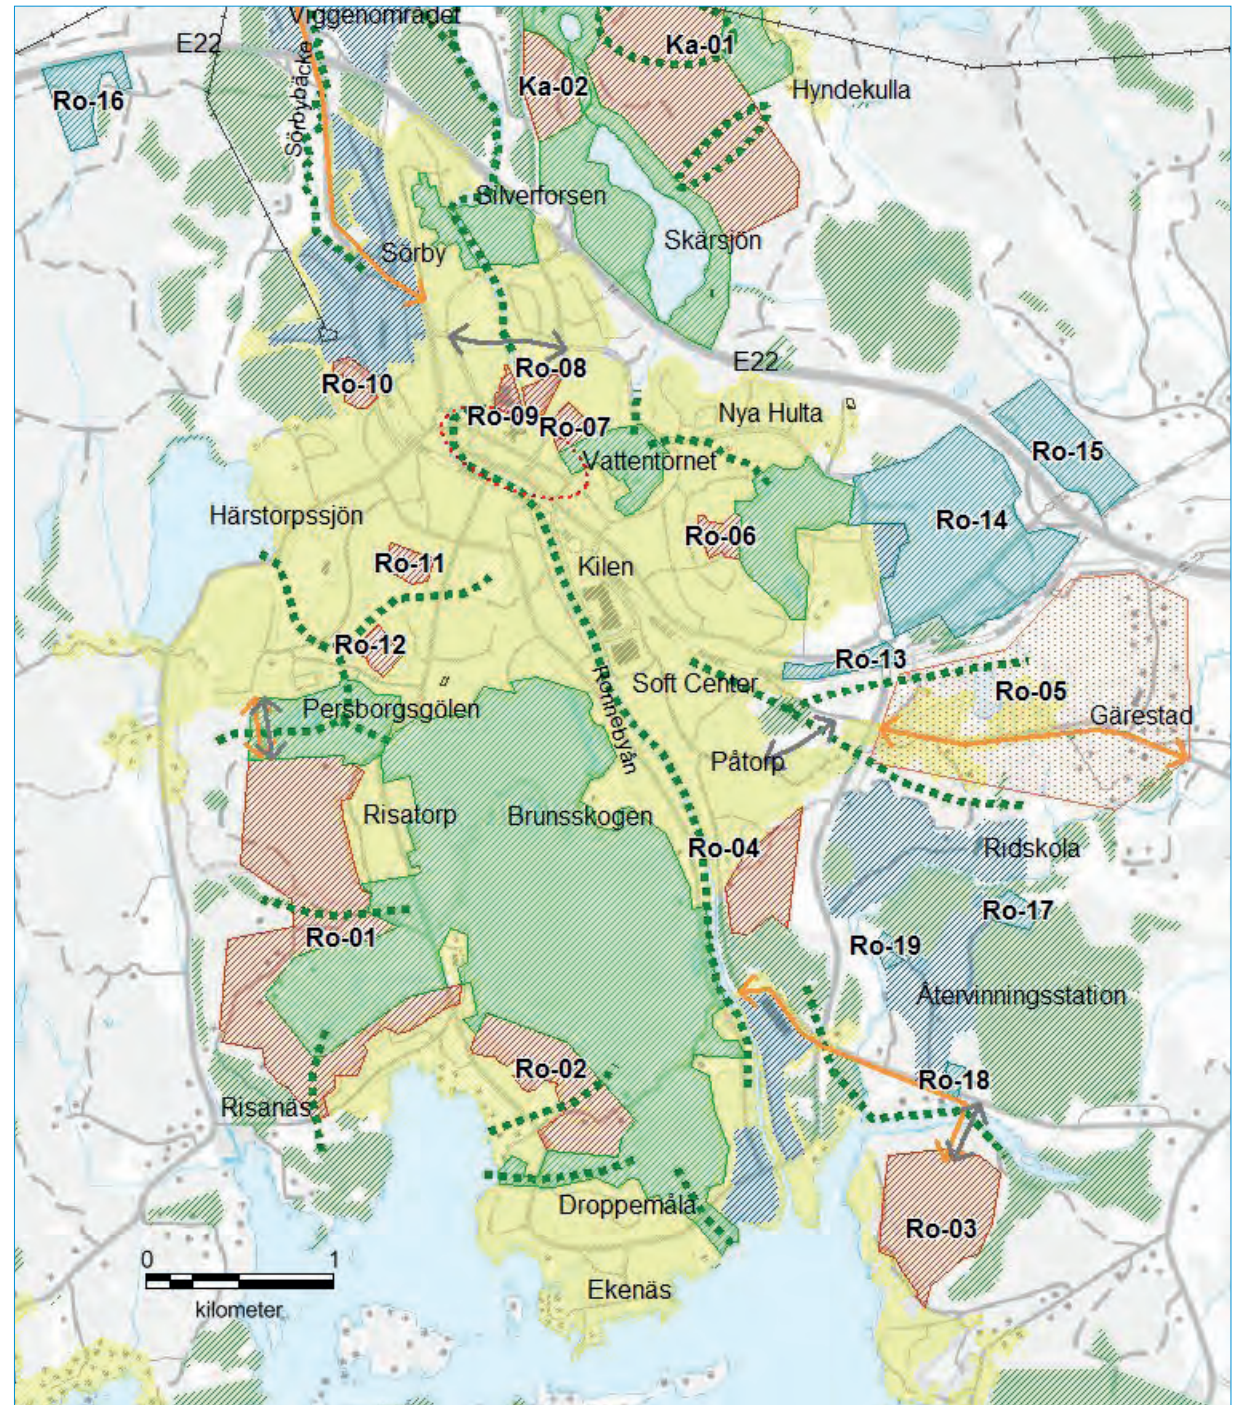 Viggenområdet
E22
Ka-01
Ka-02
Hyndekulla
Ro-16
Sörbybäcke
Silverforsen
Skärsjön
Sörby
E22
Ro-08
Ro-10
Ro-09
Ro-07
Nya Hulta
Ro-15
Vattentornet
Härstorpssjön
Ro-14
Ro-06
Kilen
Ro-11
Ro-12
Ro-13
Soft Center
Ro-05
Persborgsgölen
Rönnebyån
Gärestad
Påtorp
Risatorp
Brunsskogen
Ro-04
Ridskola
Ro-17
Ro-01
Ro-19
Återvinningsstation
Ro-02
Ro-18
Risanäs
Droppemåla
Ro-03
0 1
kilometer
Ekenäs